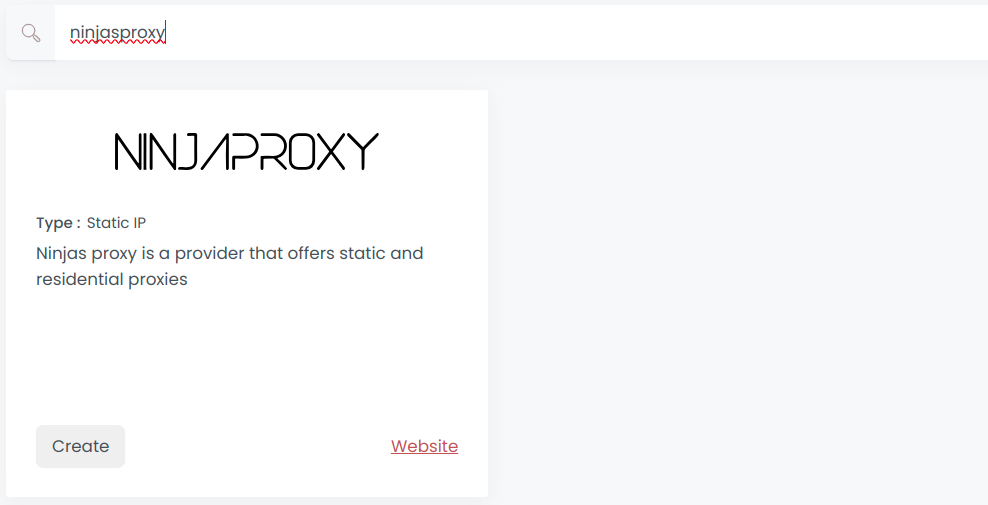 ninjasproxy
NINJAPROXY
Type : Static IP
Ninjas proxy is a provider that offers static and
residential proxies
Create
Website